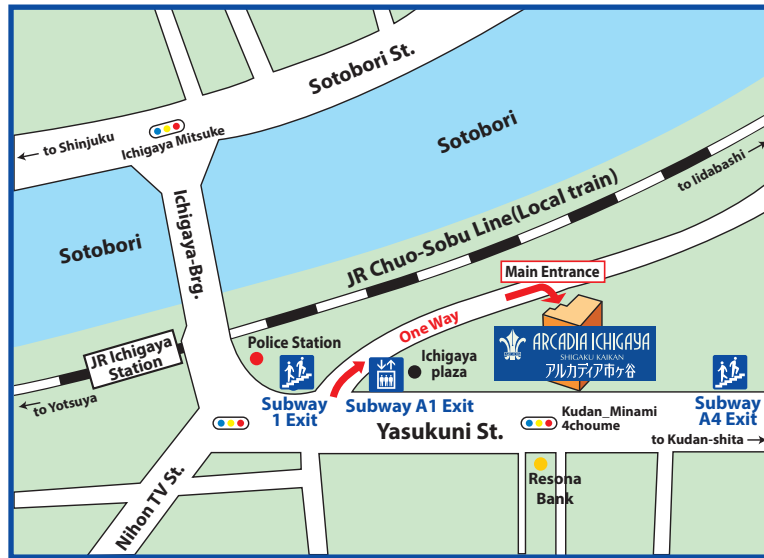 Sotobori St.
← to Shinjuku
Ichigaya Mitsuke
Sotobori
to Iidabashi →
Ichigaya-Brg.
Sotobori
JR Chuo-Sobu Line(Local train)
Main Entrance
One Way
Police Station
ARCADIA ICHIGAYA
SHIGAKU KAIKAN
アルカディア市ヶ谷
JR Ichigaya
Station
Ichigaya
plaza
← to Yotsuya
Subway
1 Exit
Subway A1 Exit
Subway
A4 Exit
Kudan_Minami
4choume
Yasukuni St.
to Kudan-shita →
Nihon TV St.
Resona
Bank